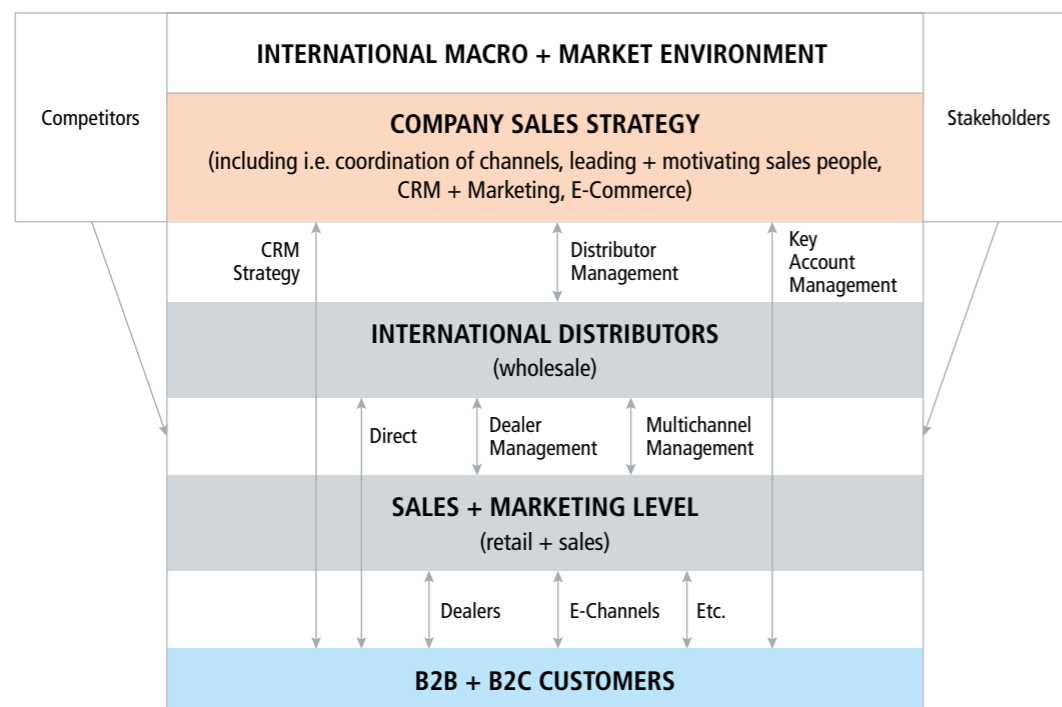 INTERNATIONAL MACRO + MARKET ENVIRONMENT
Competitors
Stakeholders
COMPANY SALES STRATEGY
(including i.e. coordination of channels, leading + motivating sales people,
CRM + Marketing, E-Commerce)
CRM
Strategy
Distributor
Management
Key
Account
Management
INTERNATIONAL DISTRIBUTORS
(wholesale)
Direct
Dealer
Management
Multichannel
Management
SALES + MARKETING LEVEL
(retail + sales)
Dealers
E-Channels
Etc.
B2B + B2C CUSTOMERS